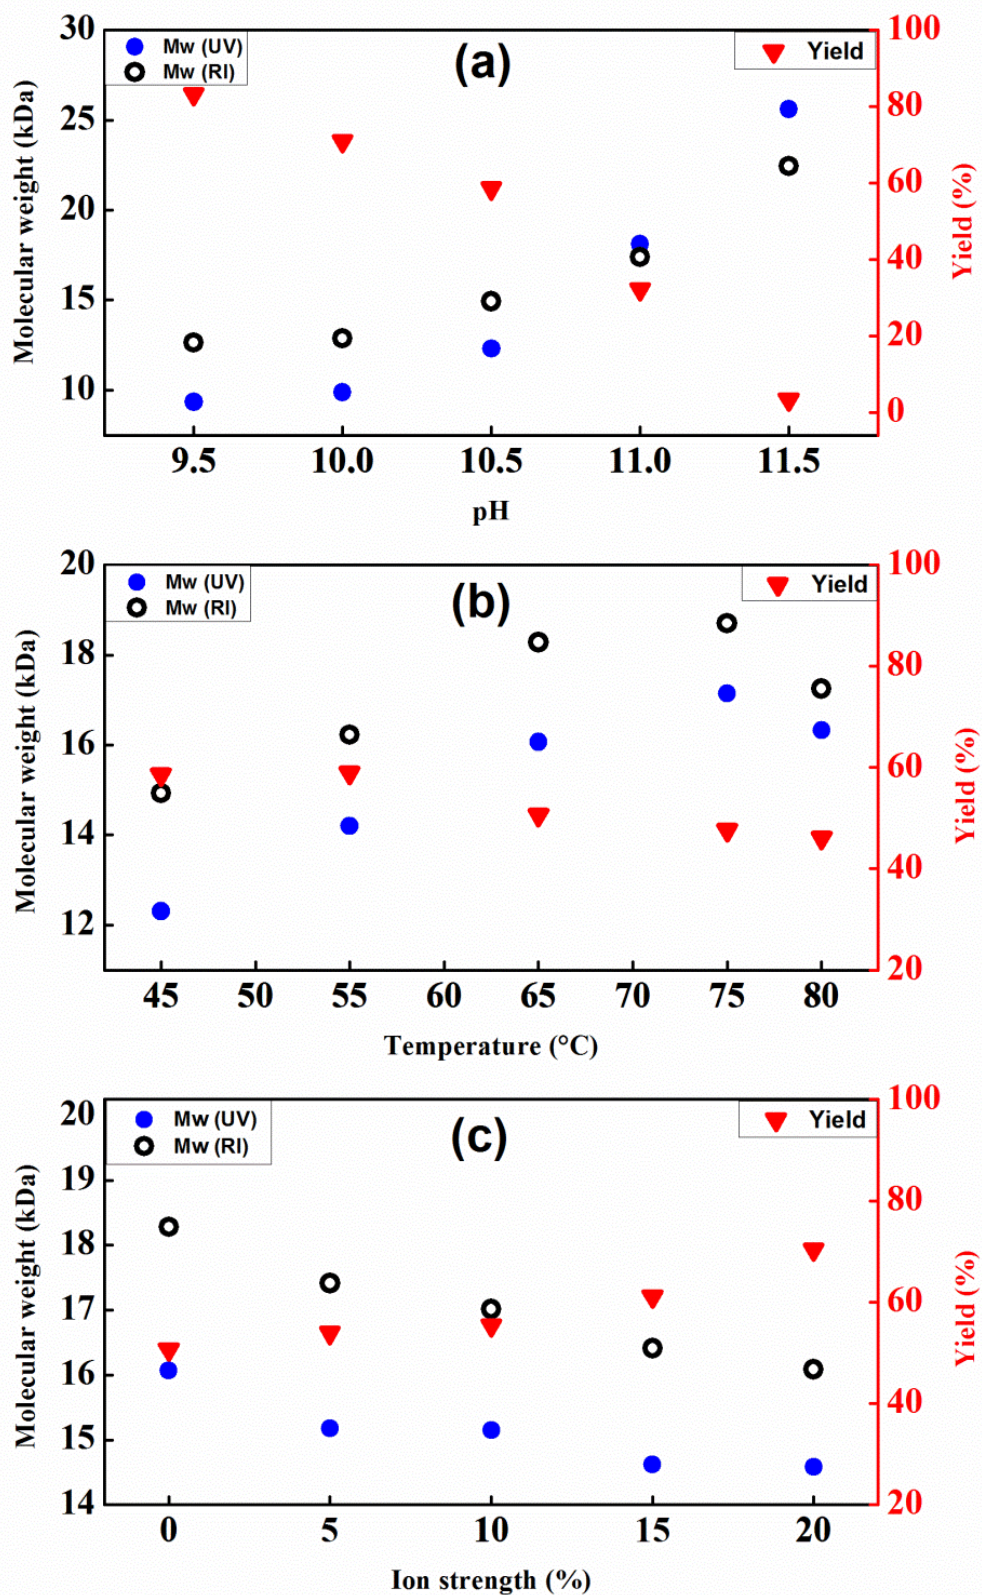 30
25
20
15
10
Molecular weight (kDa)
Mw (UV)
Mw (RI)
(a)
Yield
100
80
60
40
20
0
Yield (%)
9.5 10.0 10.5 11.0 11.5
pH
20
18
16
14
12
Molecular weight (kDa)
Mw (UV)
Mw (RI)
(b)
Yield
100
80
60
40
20
Yield (%)
45 50 55 60 65 70 75 80
Temperature (°C)
20
19
18
17
16
15
14
Molecular weight (kDa)
Mw (UV)
Mw (RI)
(c)
Yield
100
80
60
40
20
Yield (%)
0 5 10 15 20
Ion strength (%)